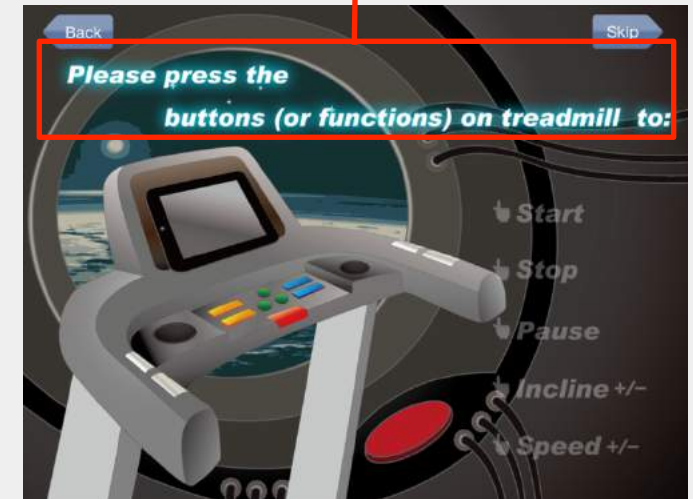 Back
Skip
Please press the
buttons (or functions) on treadmill to:
Start
Stop
Pause
Incline +/–
Speed +/–